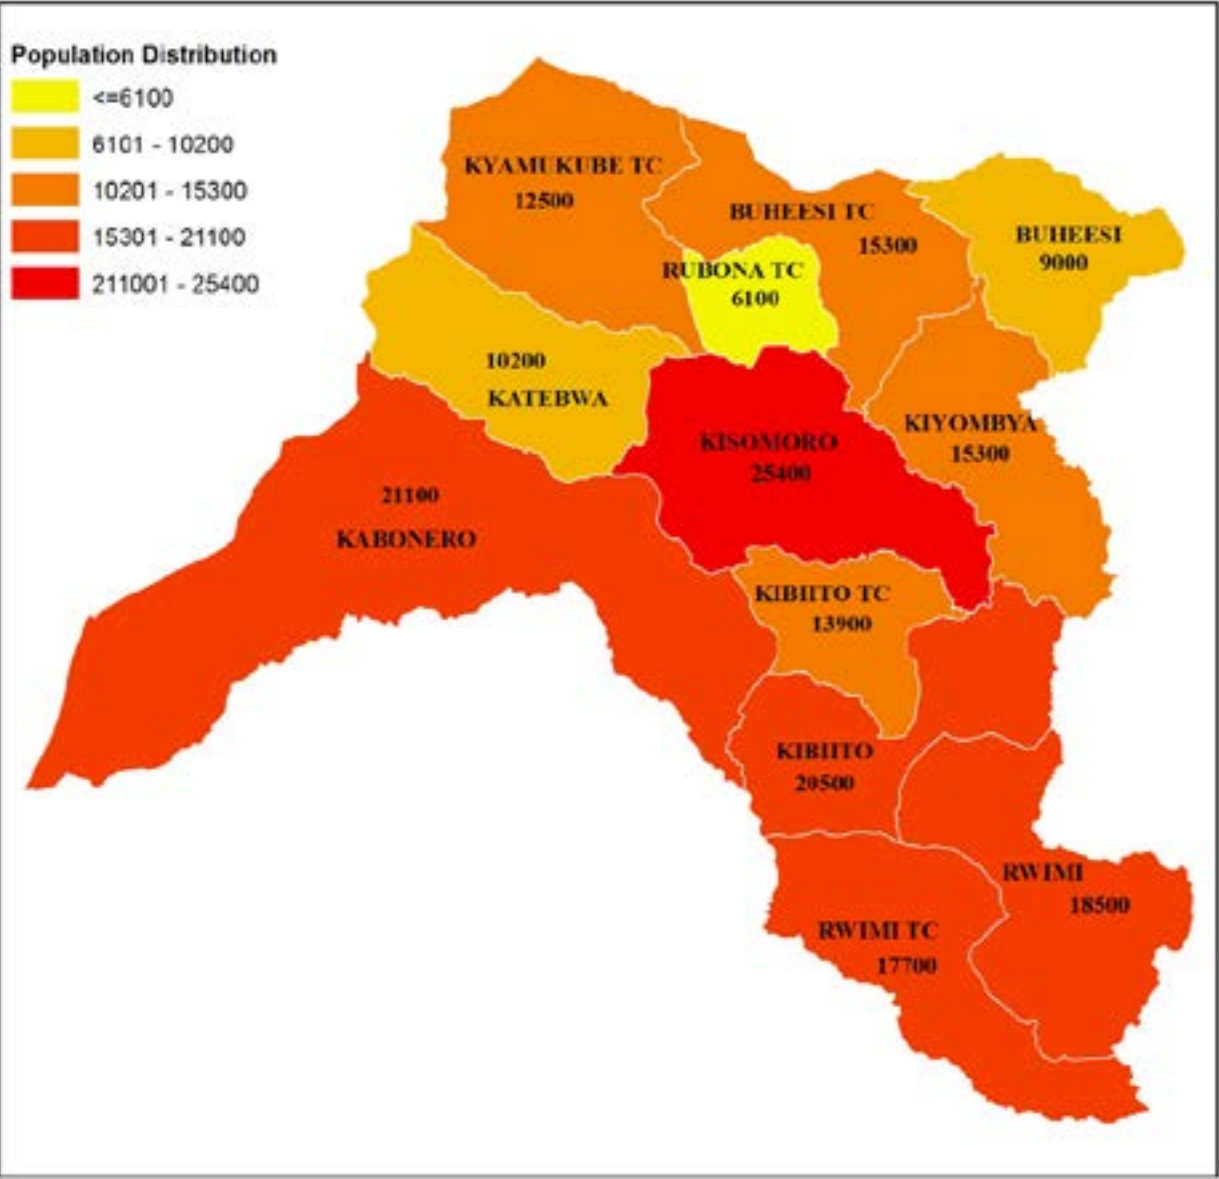 Population Distribution
<=6100
6101 - 10200
10201 - 15300
15301 - 21100
211001 - 25400
KYAMUKUBE TC
12500
BUHEESI TC
15300
BUHEESI
9000
RUBONA TC
6100
10200
KATEBWA
KISOMORO
25400
KIYOMBYA
15300
21100
KABONERO
KIBIITO TC
13900
KIBIITO
20500
RWIMI
18500
RWIMI TC
17700